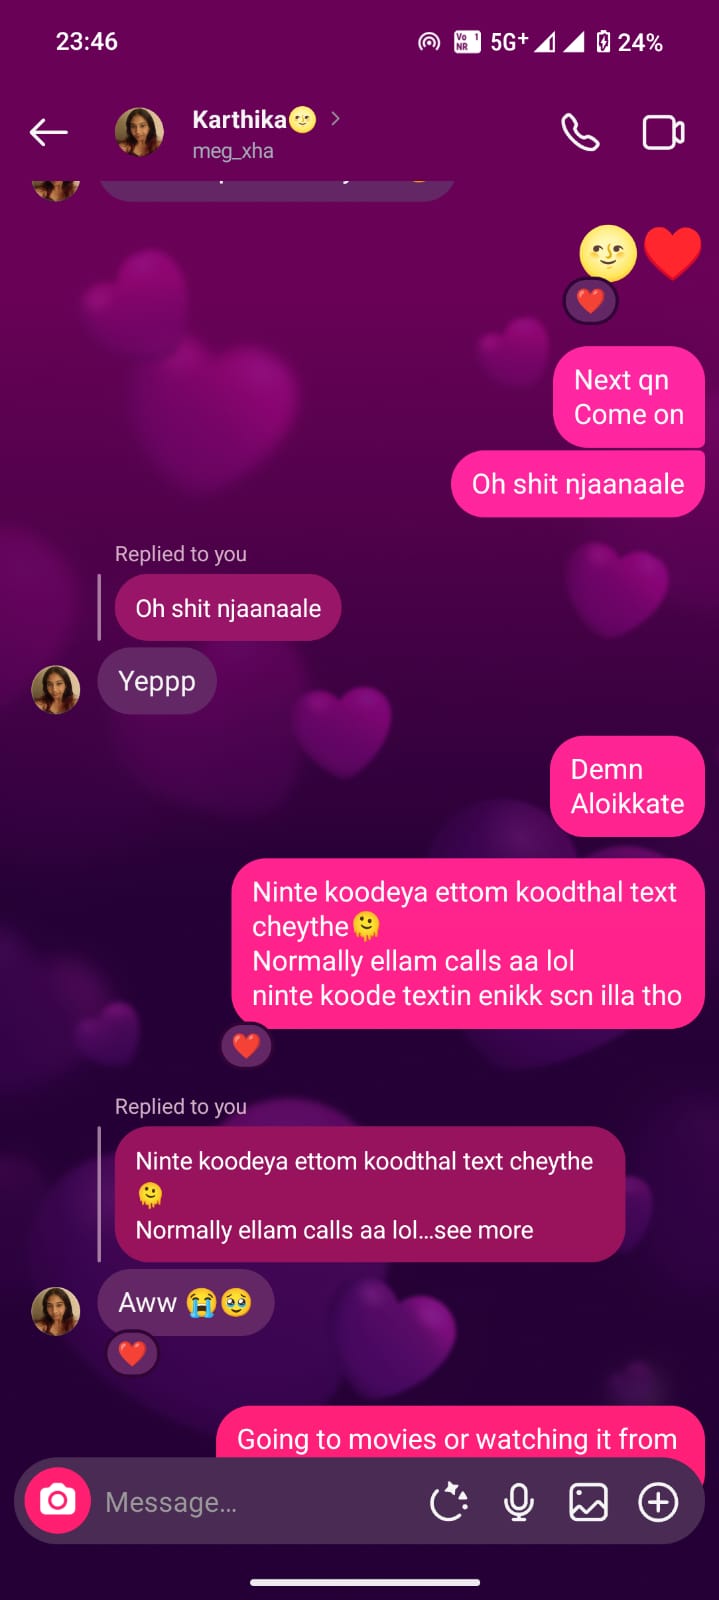 23:46
Vo 1
NR
5G+
24%
Karthika🌝
meg_xha
🌝❤️
❤️
Next qn
Come on
Oh shit njaanaale
Replied to you
Oh shit njaanaale
Yeppp
Demn
Aloikkate
Ninte koodeya ettom koodthal text
cheythe🫠
Normally ellam calls aa lol
ninte koode textin enikk scn illa tho
❤️
Replied to you
Ninte koodeya ettom koodthal text cheythe
🫠
Normally ellam calls aa lol...see more
Aww 😭🥹
❤️
Going to movies or watching it from
Message...